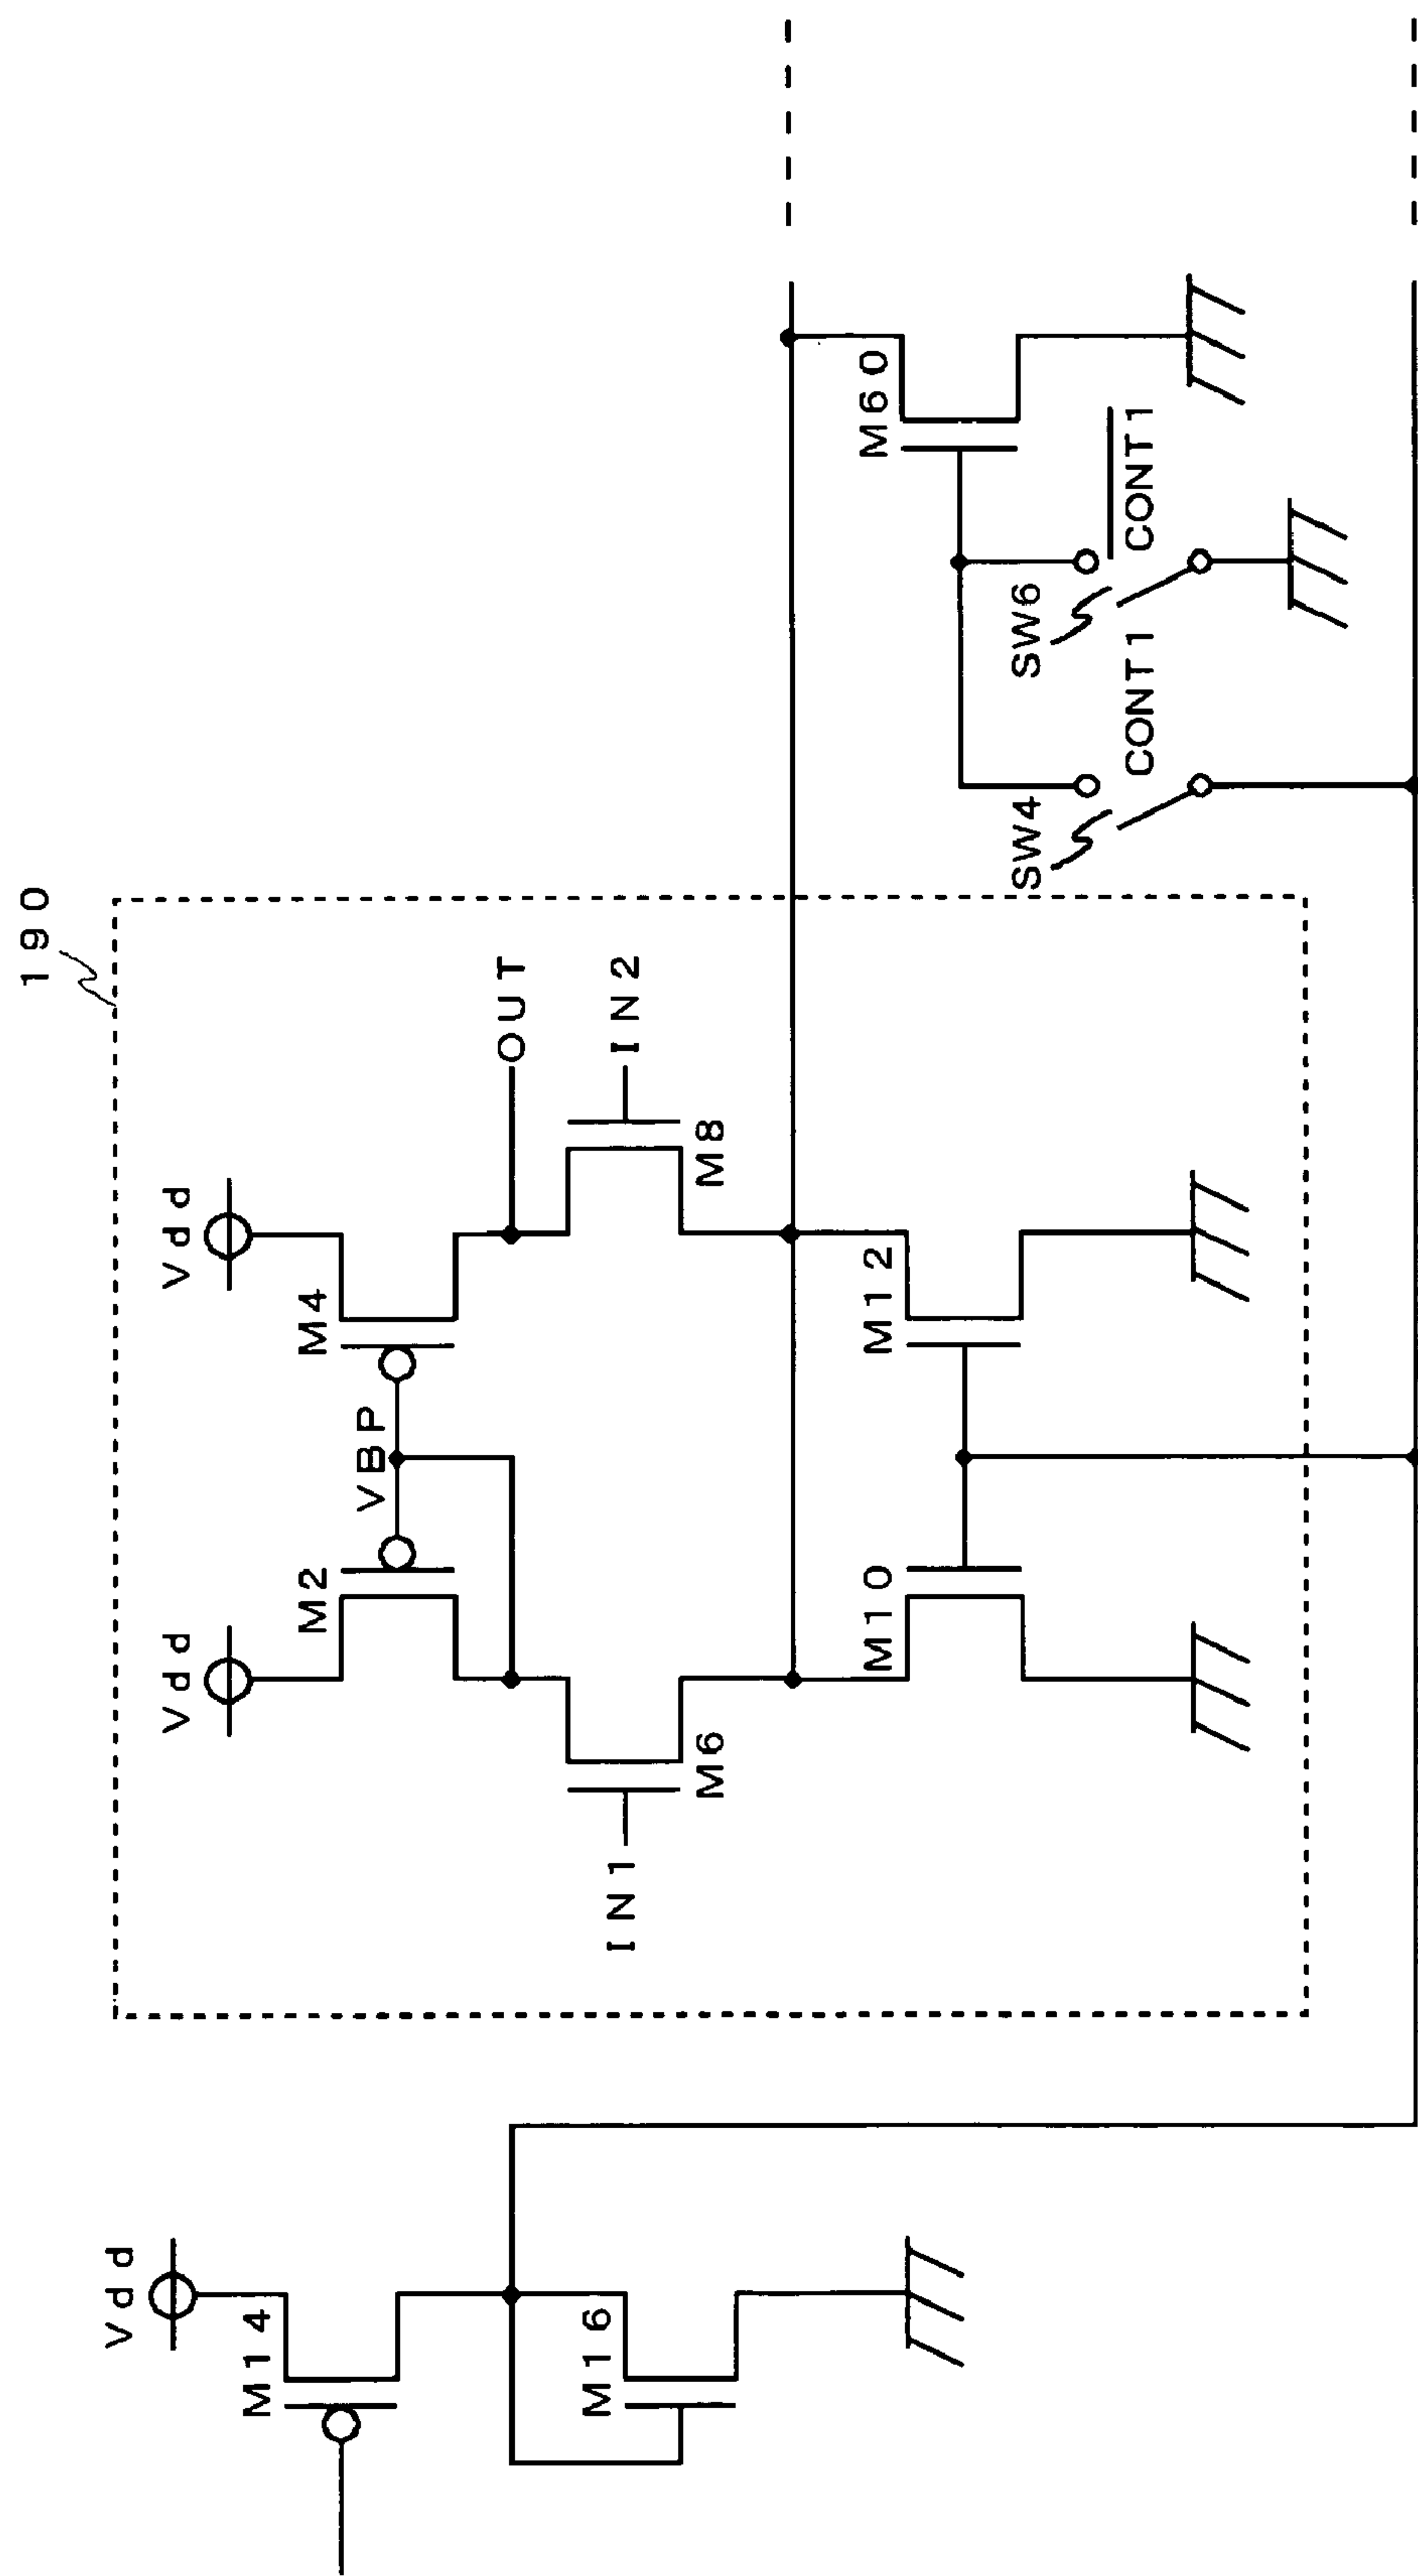 190
Vdd
Vdd
Vdd
M14
M2
M4
VBP
OUT
M16
IN1
IN2
M6
M8
M10
M12
M60
SW4
SW6
CONT1
CONT1